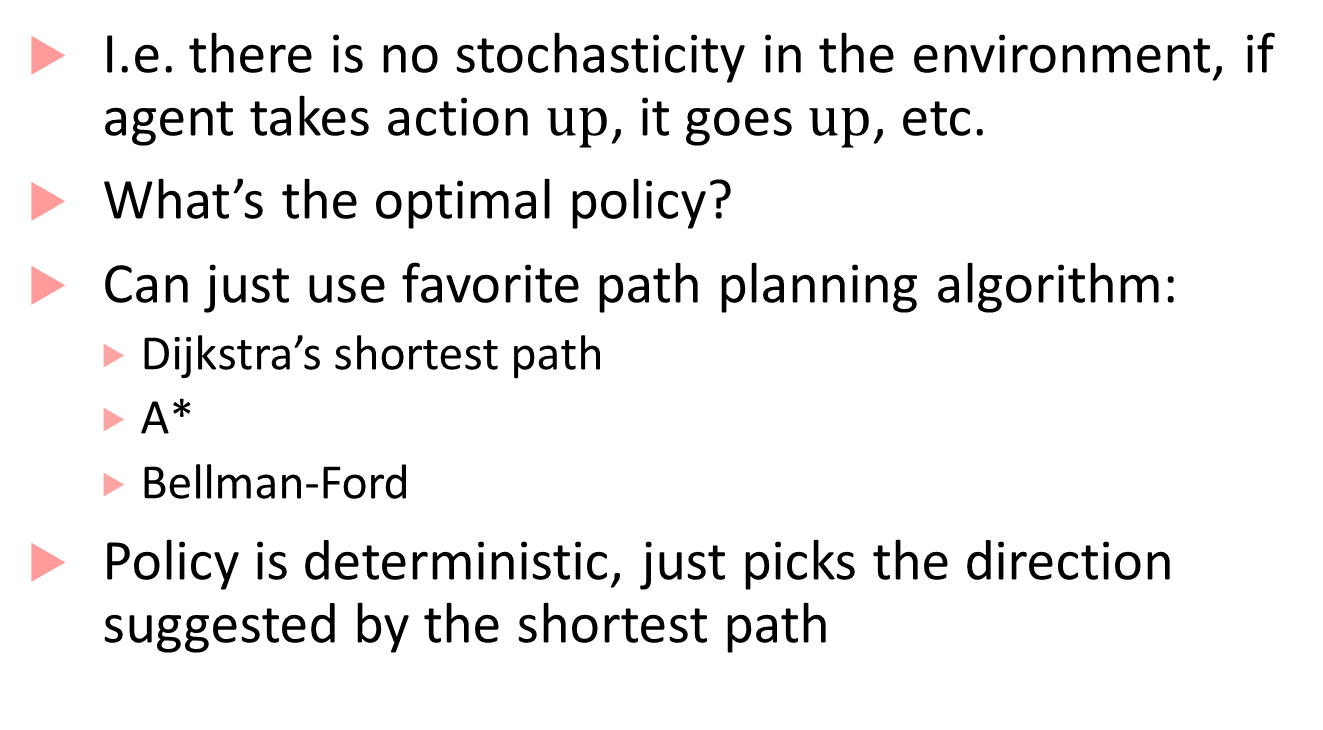 I.e. there is no stochasticity in the environment, if
agent takes action up, it goes up, etc.
What’s the optimal policy?
Can just use favorite path planning algorithm:
Dijkstra’s shortest path
A*
Bellman-Ford
Policy is deterministic, just picks the direction
suggested by the shortest path